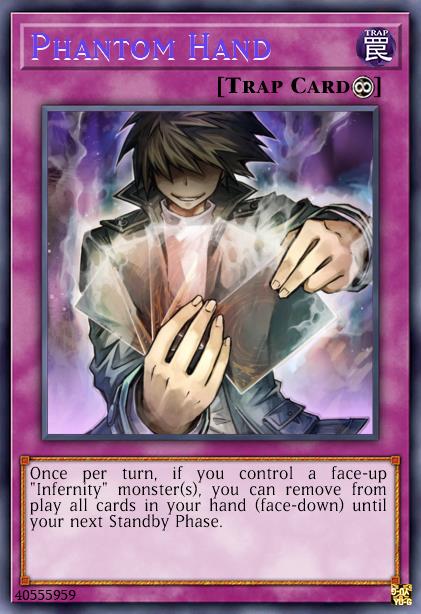 Phantom Hand
TRAP
罠
[Trap Card]
Once per turn, if you control a face-up
"Infernity" monster(s), you can remove from
play all cards in your hand (face-down) until
your next Standby Phase.
40555959